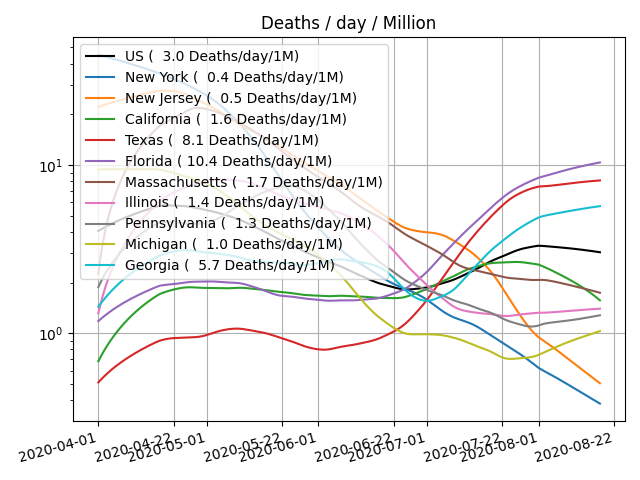 Deaths / day / Million
US (  3.0 Deaths/day/1M)
New York (  0.4 Deaths/day/1M)
New Jersey (  0.5 Deaths/day/1M)
California (  1.6 Deaths/day/1M)
Texas (  8.1 Deaths/day/1M)
Florida ( 10.4 Deaths/day/1M)
Massachusetts (  1.7 Deaths/day/1M)
Illinois (  1.4 Deaths/day/1M)
Pennsylvania (  1.3 Deaths/day/1M)
Michigan (  1.0 Deaths/day/1M)
Georgia (  5.7 Deaths/day/1M)
10¹
10⁰
2020-04-01
2020-04-22
2020-05-01
2020-05-22
2020-06-01
2020-06-22
2020-07-01
2020-07-22
2020-08-01
2020-08-22